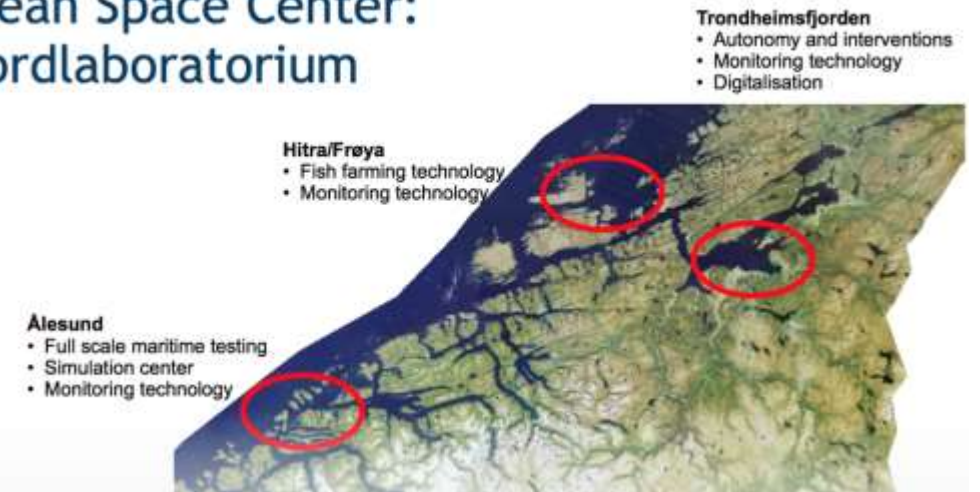 ean Space Center:
ordlaboratorium
Trondheimsfjorden
• Autonomy and interventions
• Monitoring technology
• Digitalisation
Hitra/Frøya
• Fish farming technology
• Monitoring technology
Ålesund
• Full scale maritime testing
• Simulation center
• Monitoring technology